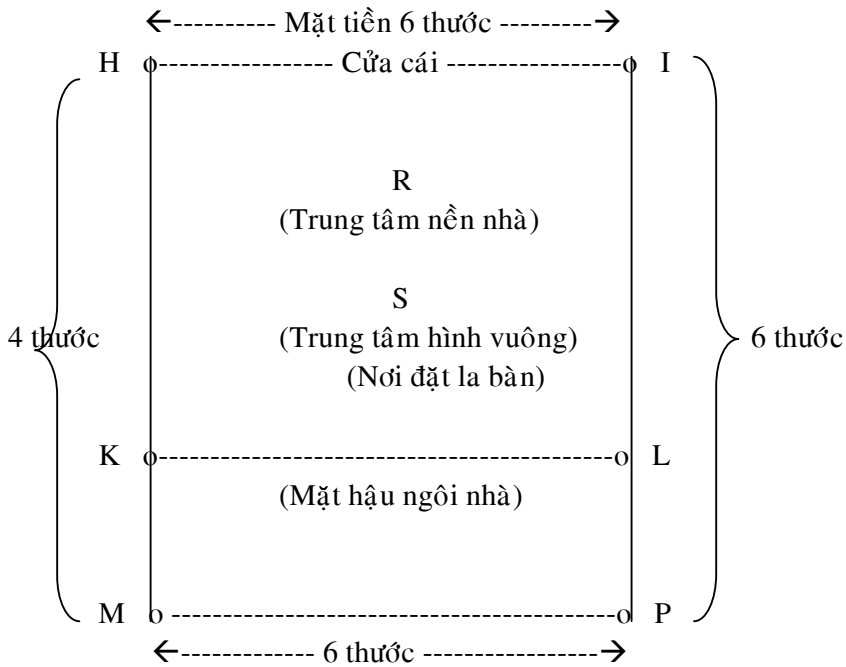 ←---------- Mặt tiền 6 thước ---------→
H o---------------- Cửa cái ----------------o I
R
(Trung tâm nền nhà)
S
4 thước (Trung tâm hình vuông) 6 thước
(Nơi đặt la bàn)
K o------------------------------------------o L
(Mặt hậu ngôi nhà)
M o ------------------------------------------o P
←------------ 6 thước ----------------→